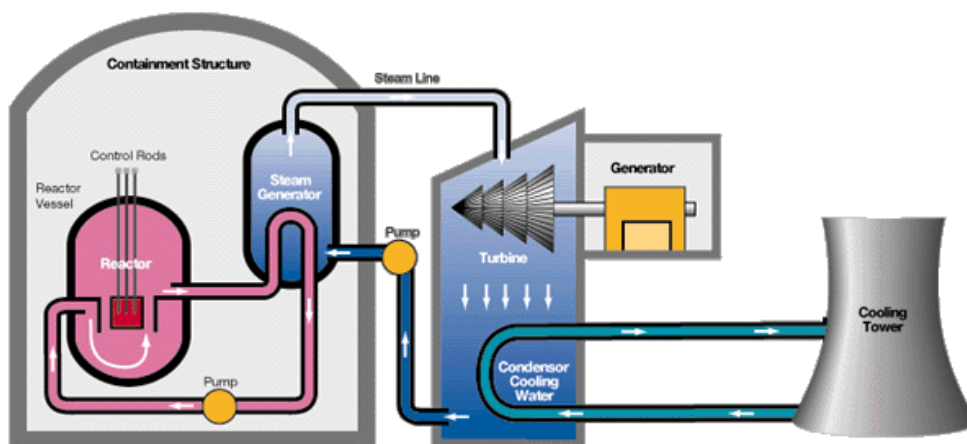 Containment Structure
Steam Line
Control Rods
Reactor
Vessel
Steam
Generator
Generator
Pump
Reactor
Turbine
Cooling
Tower
Condensor
Cooling
Water
Pump